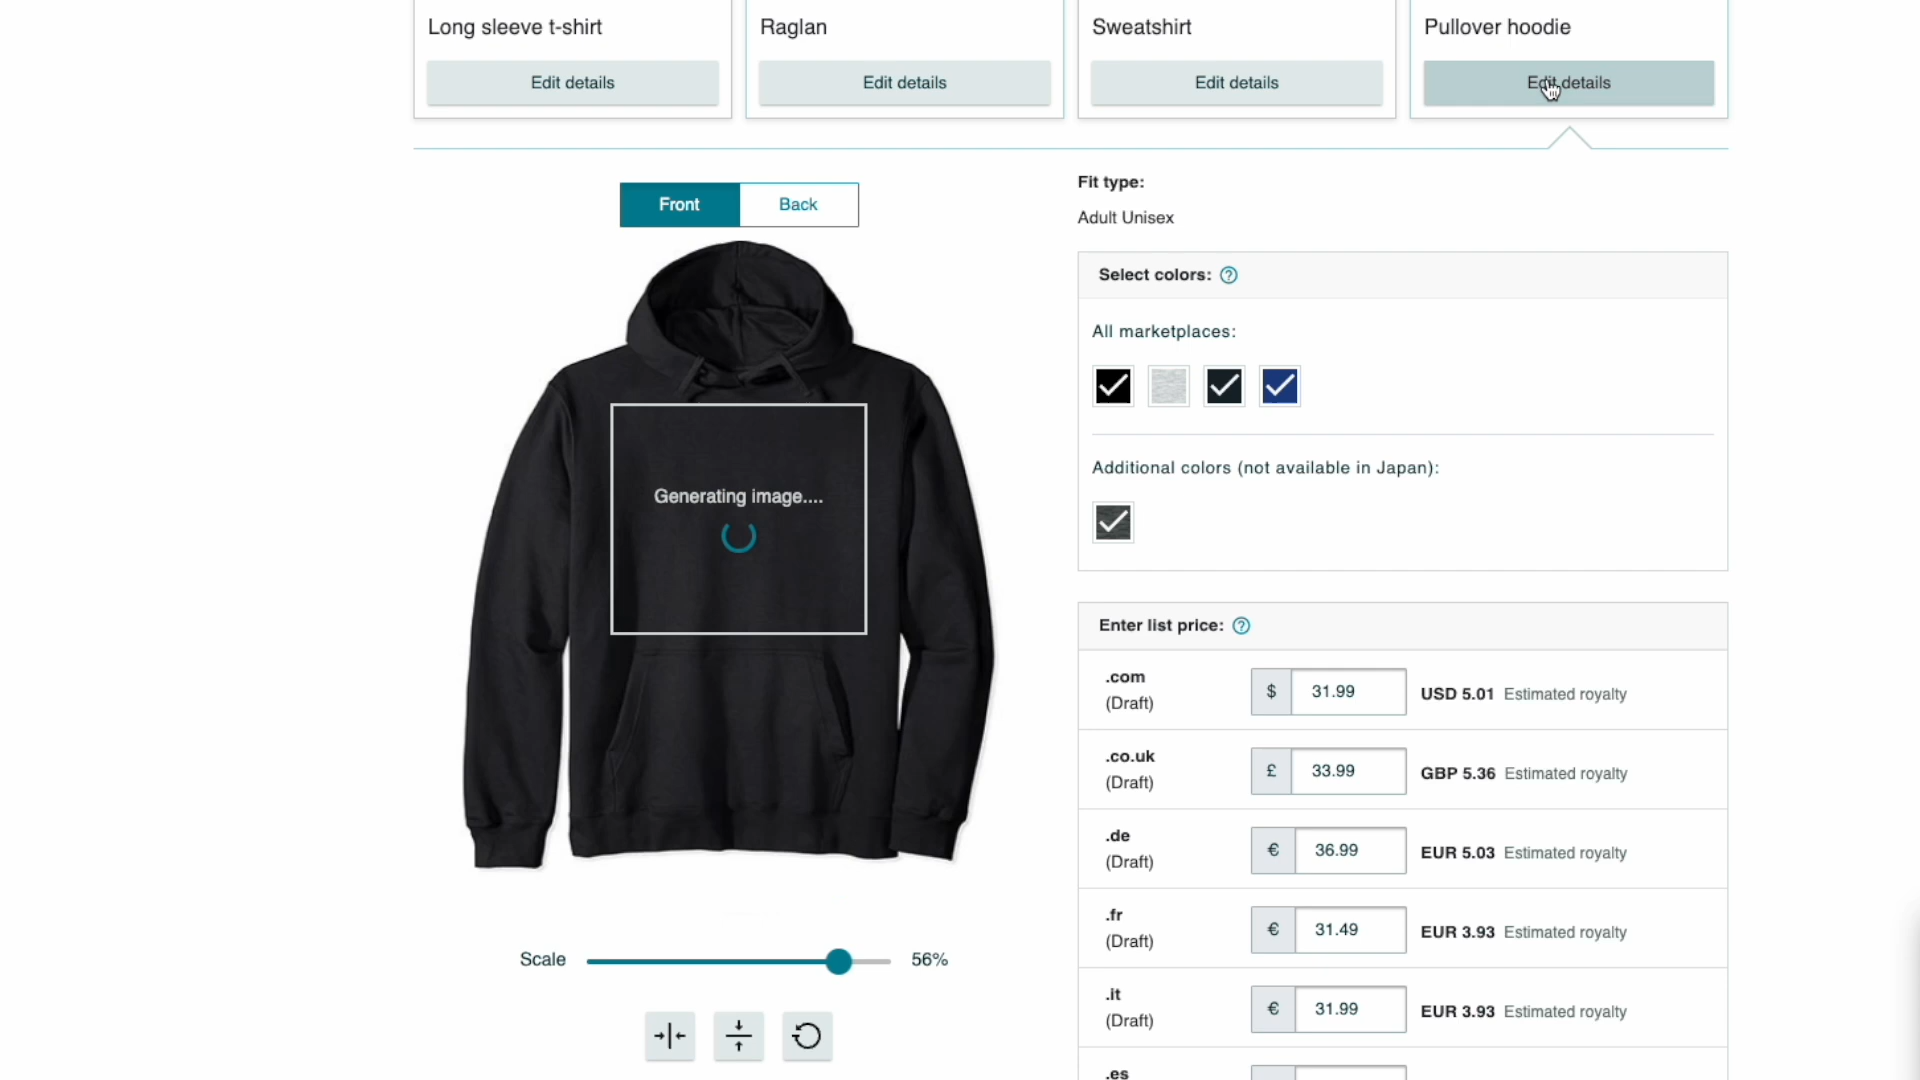 Long sleeve t-shirt
Raglan
Sweatshirt
Pullover hoodie
Edit details
Edit details
Edit details
Edit details
Front
Back
Generating image....
Scale
56%
Fit type:
Adult Unisex
Select colors: ?
All marketplaces:
Additional colors (not available in Japan):
Enter list price: ?
.com
(Draft)
$ 31.99
USD 5.01 Estimated royalty
.co.uk
(Draft)
£ 33.99
GBP 5.36 Estimated royalty
.de
(Draft)
€ 36.99
EUR 5.03 Estimated royalty
.fr
(Draft)
€ 31.49
EUR 3.93 Estimated royalty
.it
(Draft)
€ 31.99
EUR 3.93 Estimated royalty
.es